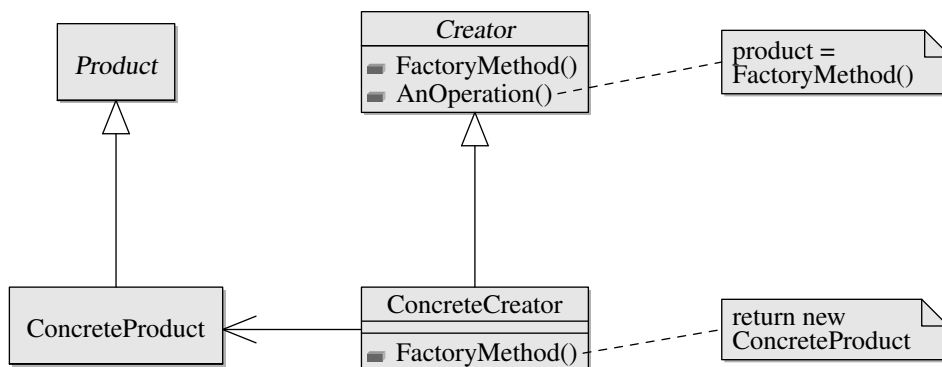 Product
Creator
FactoryMethod()
AnOperation()
product =
FactoryMethod()
ConcreteProduct
ConcreteCreator
FactoryMethod()
return new
ConcreteProduct